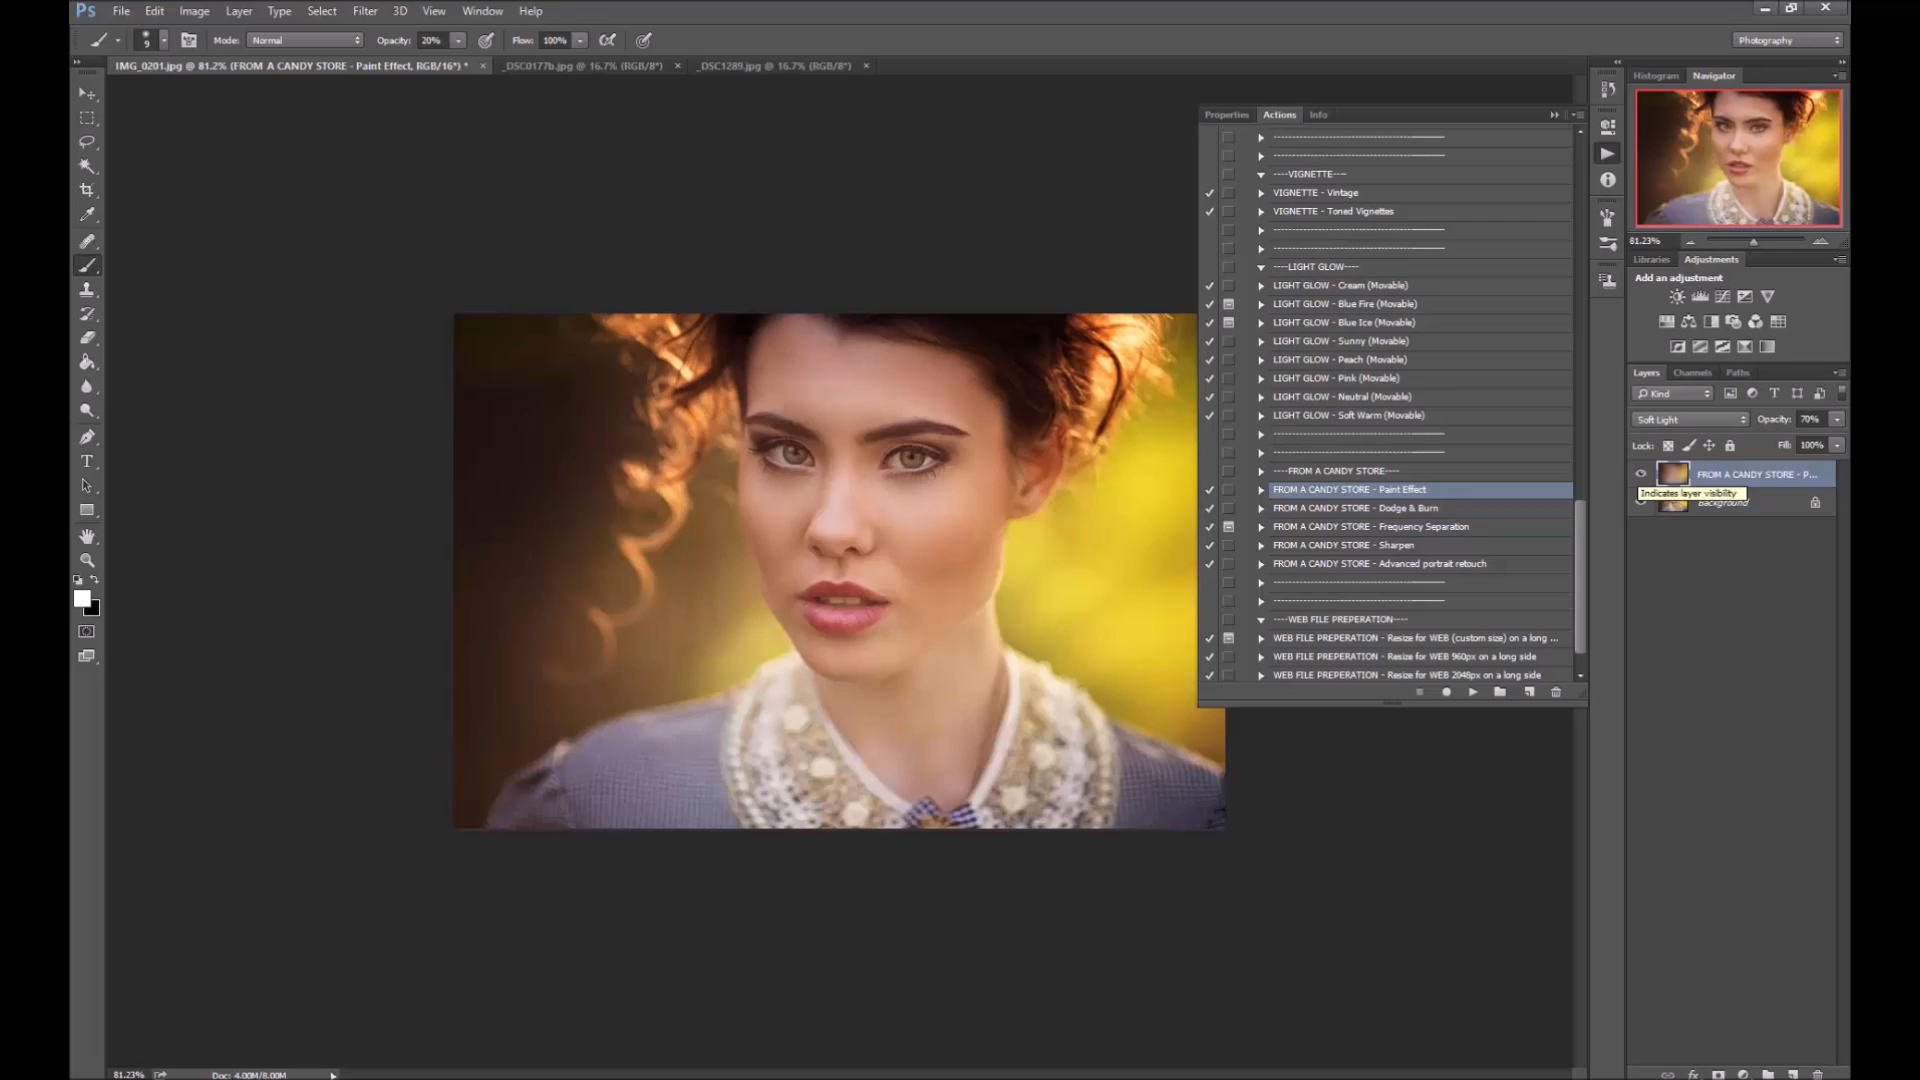 Ps File Edit Image Layer Type Select Filter 3D View Window Help
9 Mode: Normal Opacity: 20% Flow: 100% Photography
IMG_0201.jpg @ 81.2% (FROM A CANDY STORE - Paint Effect, RGB/16*) * × _DSC0177b.jpg @ 16.7% (RGB/8*) × _DSC1289.jpg @ 16.7% (RGB/8*) ×
Histogram Navigator
81.23%
Libraries Adjustments
Add an adjustment
Layers Channels Paths
Kind
Soft Light Opacity: 70%
Lock: Fill: 100%
FROM A CANDY STORE - P...
Indicates layer visibility
Background
Properties Actions Info
----VIGNETTE----
VIGNETTE - Vintage
VIGNETTE - Toned Vignettes
----LIGHT GLOW----
LIGHT GLOW - Cream (Movable)
LIGHT GLOW - Blue Fire (Movable)
LIGHT GLOW - Blue Ice (Movable)
LIGHT GLOW - Sunny (Movable)
LIGHT GLOW - Peach (Movable)
LIGHT GLOW - Pink (Movable)
LIGHT GLOW - Neutral (Movable)
LIGHT GLOW - Soft Warm (Movable)
----FROM A CANDY STORE----
FROM A CANDY STORE - Paint Effect
FROM A CANDY STORE - Dodge & Burn
FROM A CANDY STORE - Frequency Separation
FROM A CANDY STORE - Sharpen
FROM A CANDY STORE - Advanced portrait retouch
----WEB FILE PREPERATION----
WEB FILE PREPERATION - Resize for WEB (custom size) on a long ...
WEB FILE PREPERATION - Resize for WEB 960px on a long side
WEB FILE PREPERATION - Resize for WEB 2048px on a long side
81.23% Doc: 4.00M/8.00M